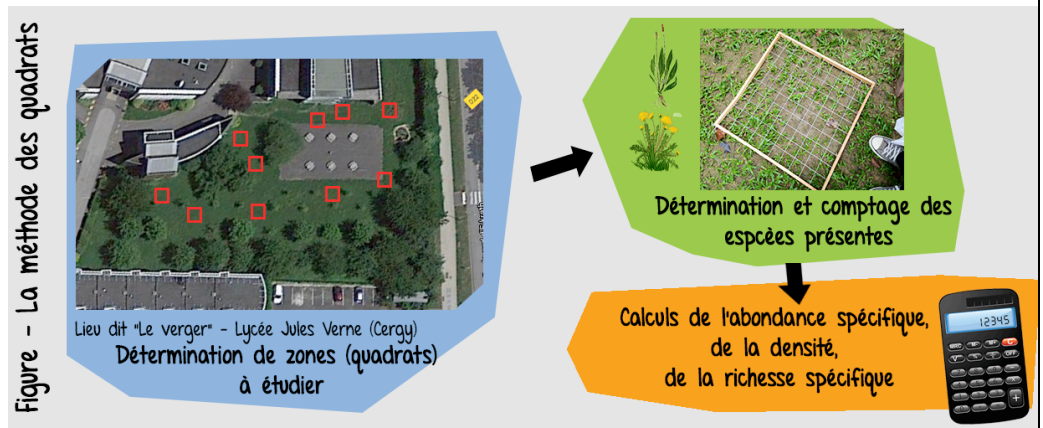 Figure - La méthode des quadrats
Lieu dit "Le verger" - Lycée Jules Verne (Cergy)
Détermination de zones (quadrats)
à étudier
Détermination et comptage des
espcèes présentes
Calculs de l'abondance spécifique,
de la densité,
de la richesse spécifique
12345